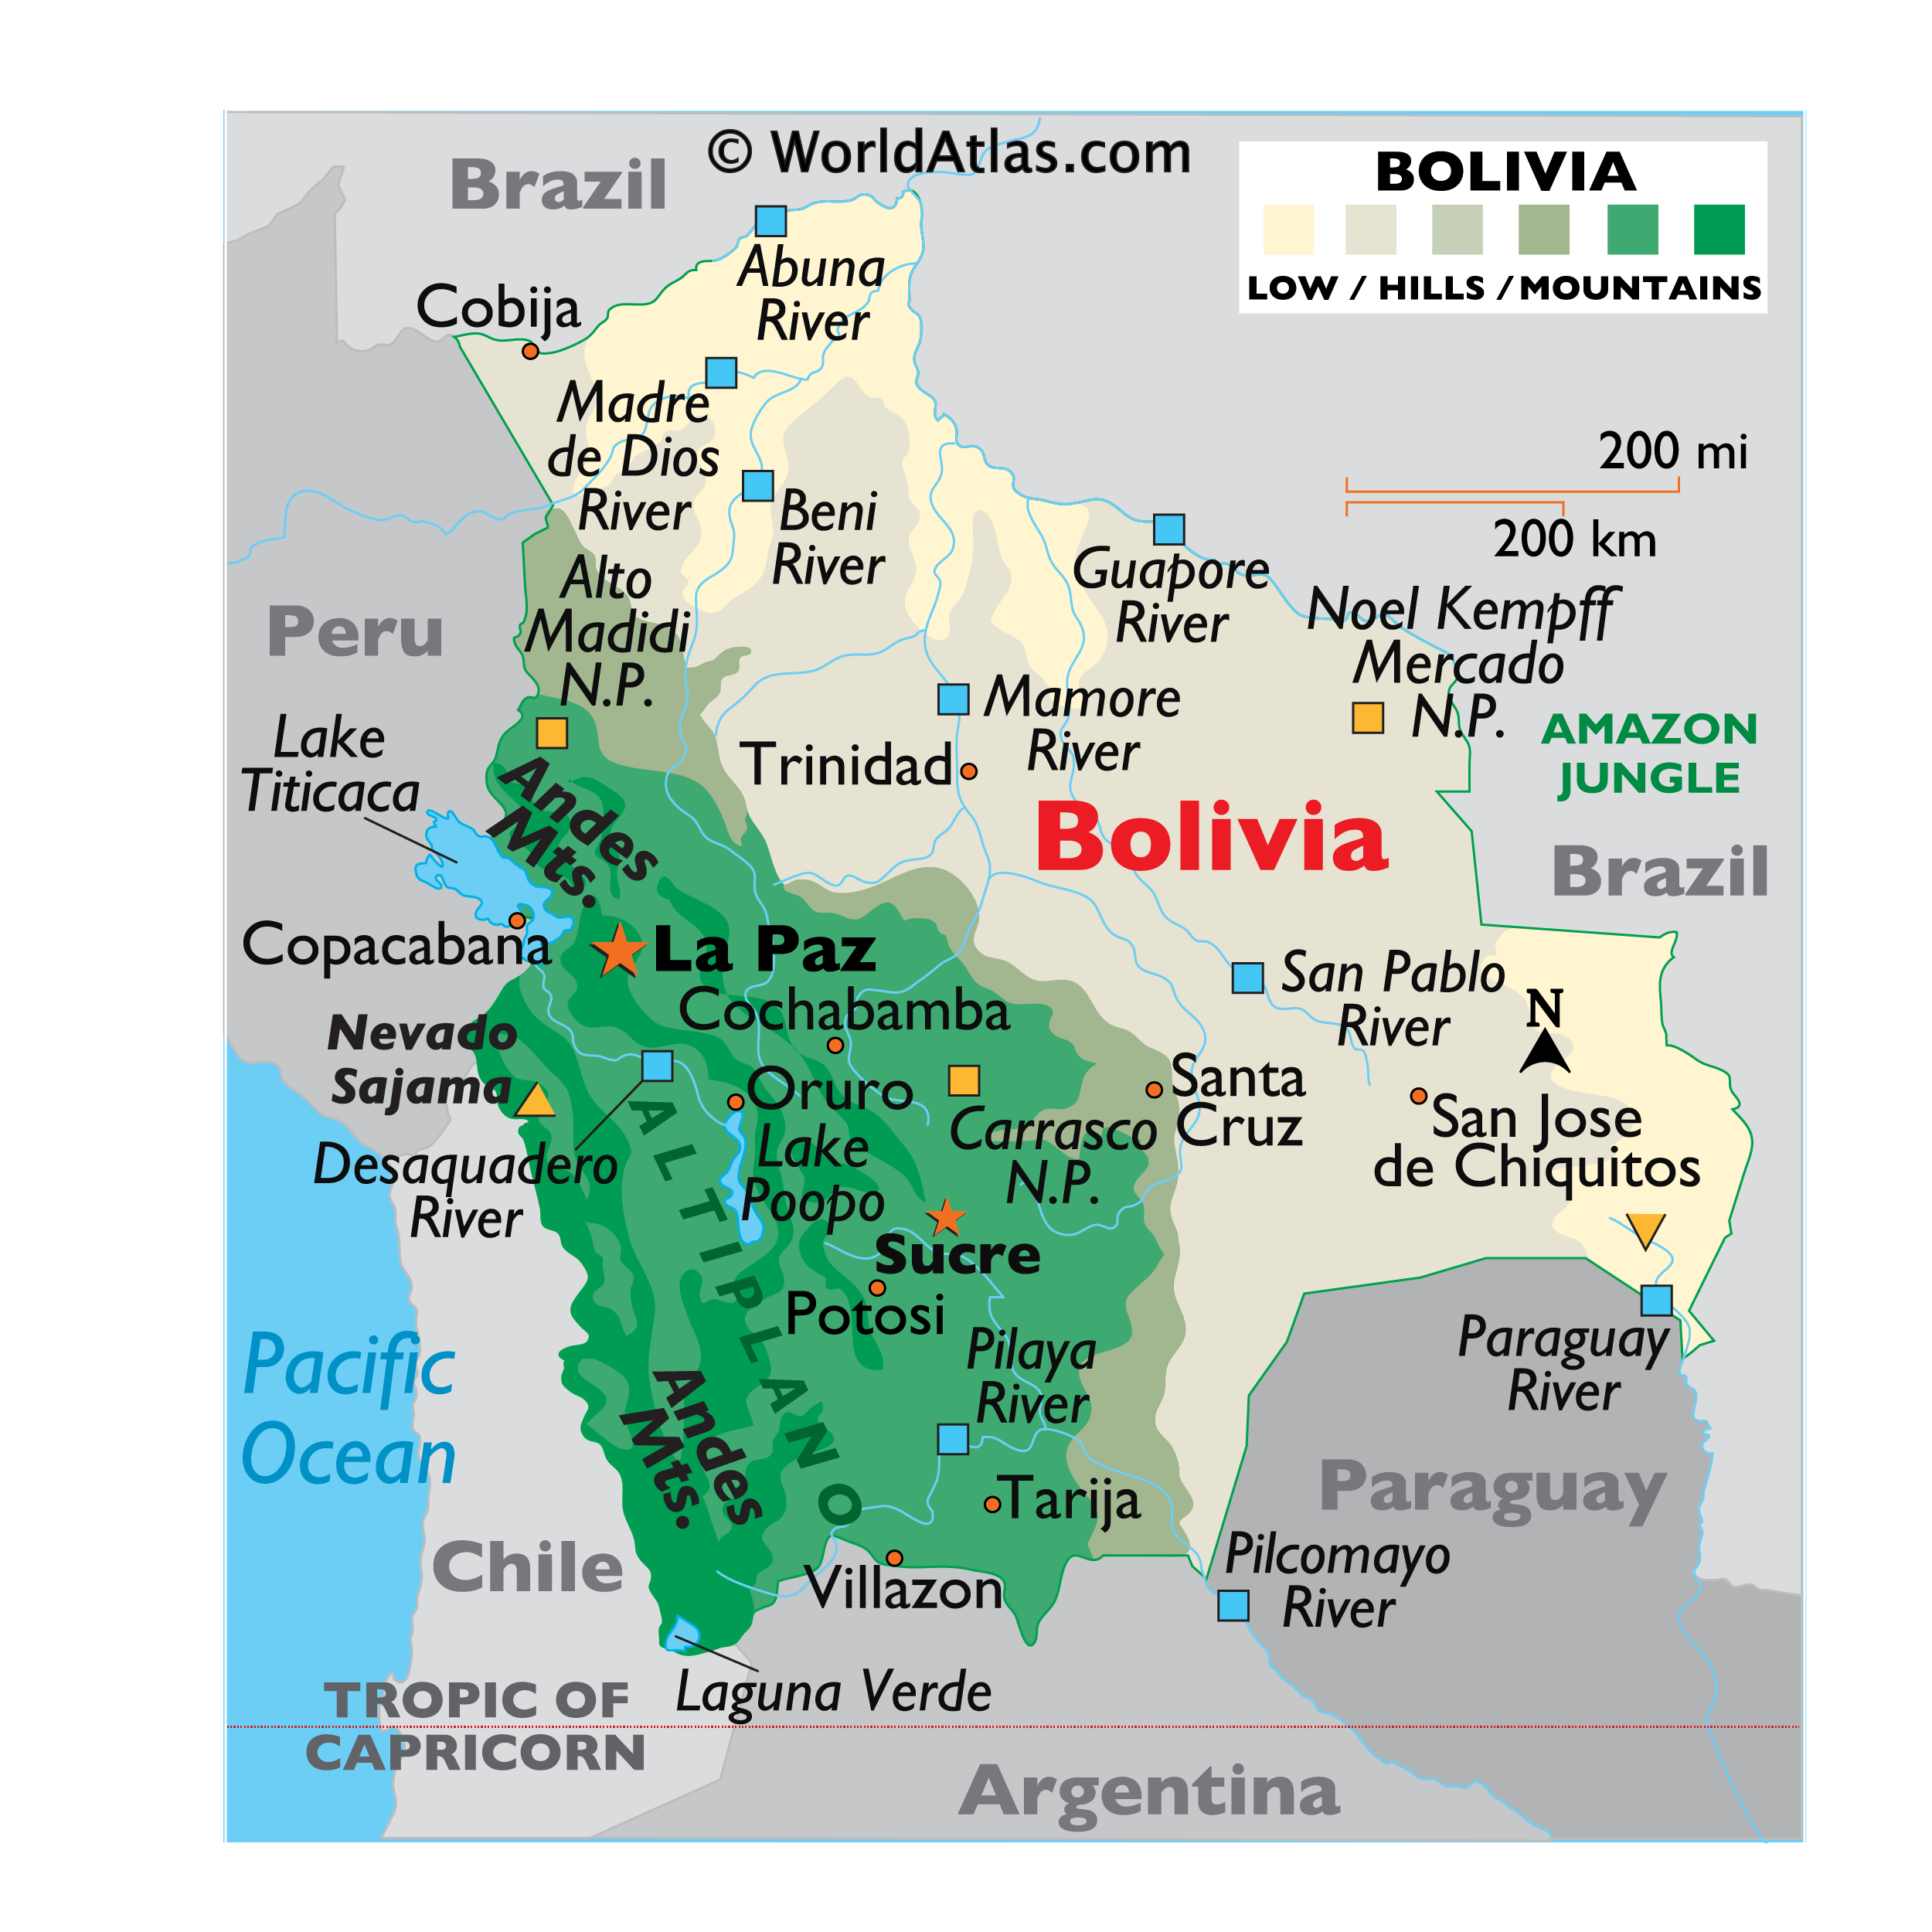 © WorldAtlas.com
BOLIVIA
LOW / HILLS / MOUNTAINS
Brazil
Abuna
River
Cobija
Madre
de Dios
River
200 mi
200 km
Beni
River
Guapore
River
Alto
Madidi
N.P.
Noel Kempff
Mercado
N.P.
Peru
Mamore
River
AMAZON
JUNGLE
Lake
Titicaca
Trinidad
Andes
Mts.
Bolivia
Brazil
Copacabana
La Paz
San Pablo
River
Cochabamba
N
Nevado
Sajama
Oruro
Santa
Cruz
San Jose
de Chiquitos
Carrasco
N.P.
Desaquadero
River
Lake
Poopo
ALTIPLANO
Sucre
Potosi
Pacific
Ocean
Pilaya
River
Paraguay
River
Andes
Mts.
Tarija
Paraguay
Chile
Villazon
Pilcomayo
River
Laguna Verde
TROPIC OF
CAPRICORN
Argentina